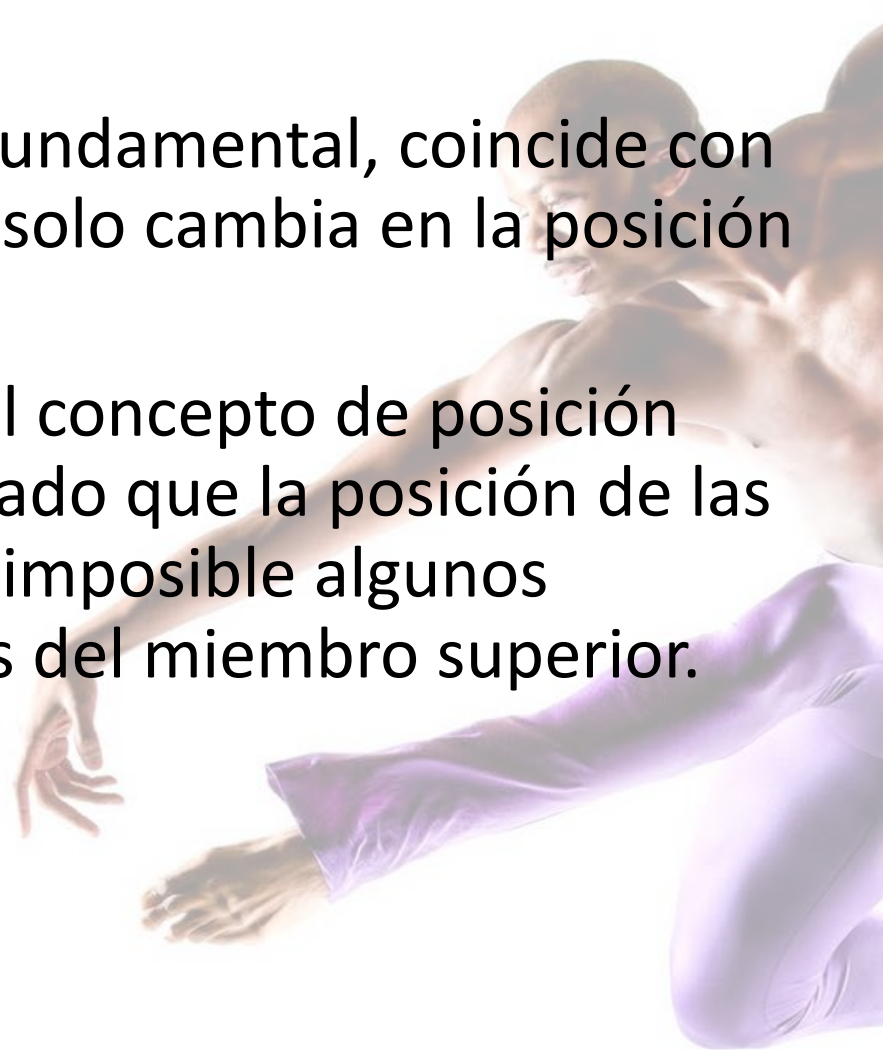 undamental, coincide con
solo cambia en la posición
l concepto de posición
ado que la posición de las
imposible algunos
s del miembro superior.